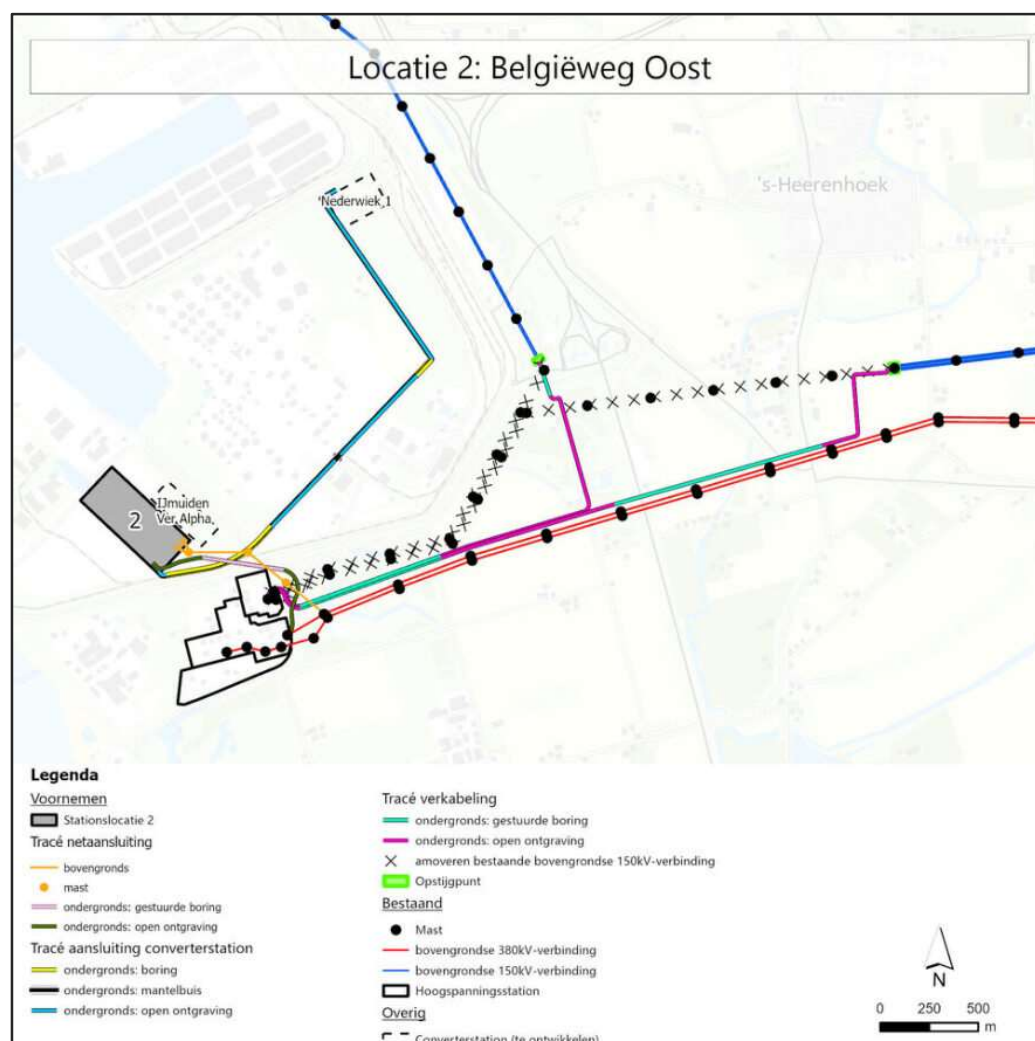 Locatie 2: Belgiëweg Oost
's-Heerenhoek
Nederwiek 1
IJmuiden
Ver Alpha
2
Legenda
Voornemen
Stationslocatie 2
Tracé netaansluiting
bovengronds
mast
ondergronds: gestuurde boring
ondergronds: open ontgraving
Tracé aansluiting converterstation
ondergronds: boring
ondergronds: mantelbuis
ondergronds: open ontgraving
Tracé verkabeling
ondergronds: gestuurde boring
ondergronds: open ontgraving
amoveren bestaande bovengrondse 150kV-verbinding
Opstijgpunt
Bestaand
Mast
bovengrondse 380kV-verbinding
bovengrondse 150kV-verbinding
Hoogspanningsstation
Overig
Converterstation (te ontwikkelen)
N
0 250 500
m